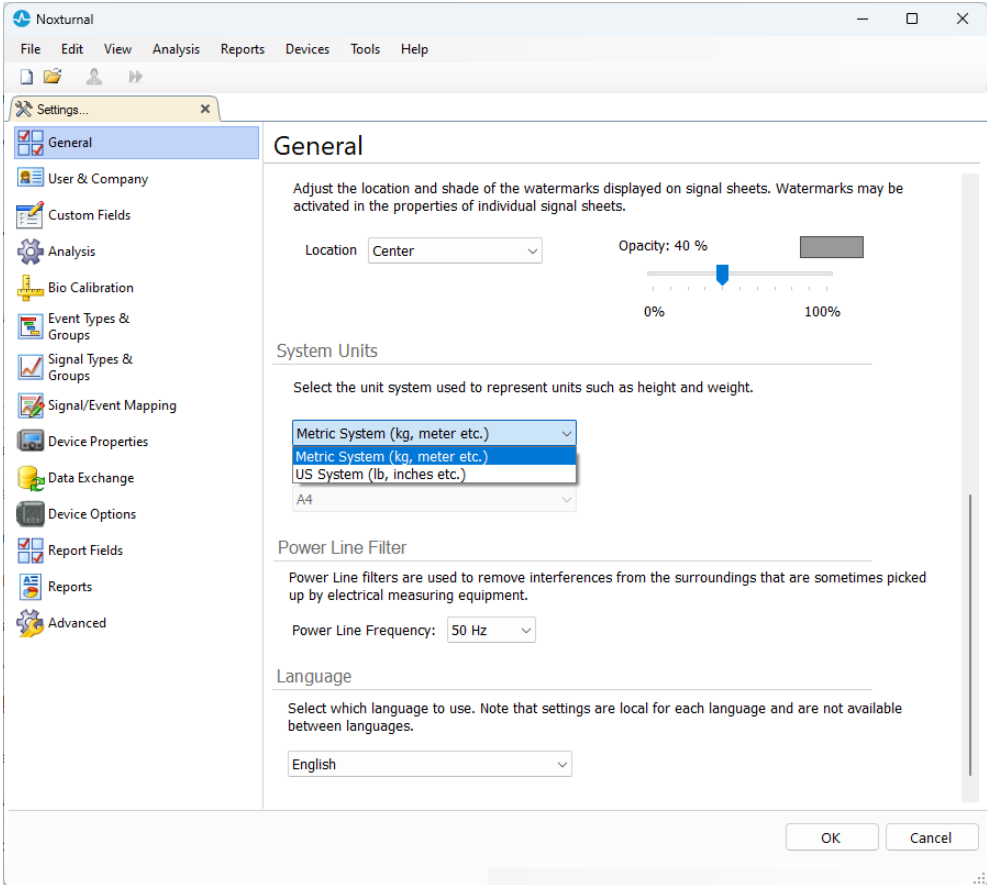 Noxturnal
File Edit View Analysis Reports Devices Tools Help
Settings...
General
User & Company
Custom Fields
Analysis
Bio Calibration
Event Types &
Groups
Signal Types &
Groups
Signal/Event Mapping
Device Properties
Data Exchange
Device Options
Report Fields
Reports
Advanced
General
Adjust the location and shade of the watermarks displayed on signal sheets. Watermarks may be
activated in the properties of individual signal sheets.
Location Center Opacity: 40 %
0% 100%
System Units
Select the unit system used to represent units such as height and weight.
Metric System (kg, meter etc.)
Metric System (kg, meter etc.)
US System (lb, inches etc.)
A4
Power Line Filter
Power Line filters are used to remove interferences from the surroundings that are sometimes picked
up by electrical measuring equipment.
Power Line Frequency: 50 Hz
Language
Select which language to use. Note that settings are local for each language and are not available
between languages.
English
OK Cancel